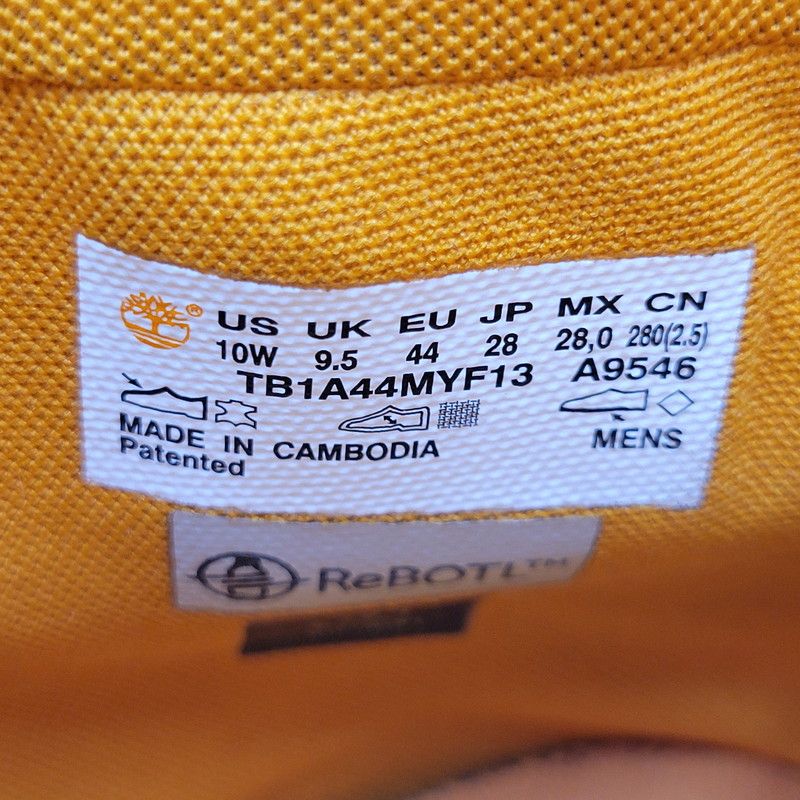 ® US UK EU JP MX CN
10W 9.5 44 28 28,0 280(2.5)
TB1A44MYF13 A9546
MADE IN CAMBODIA MENS
Patented
ReBOTL™